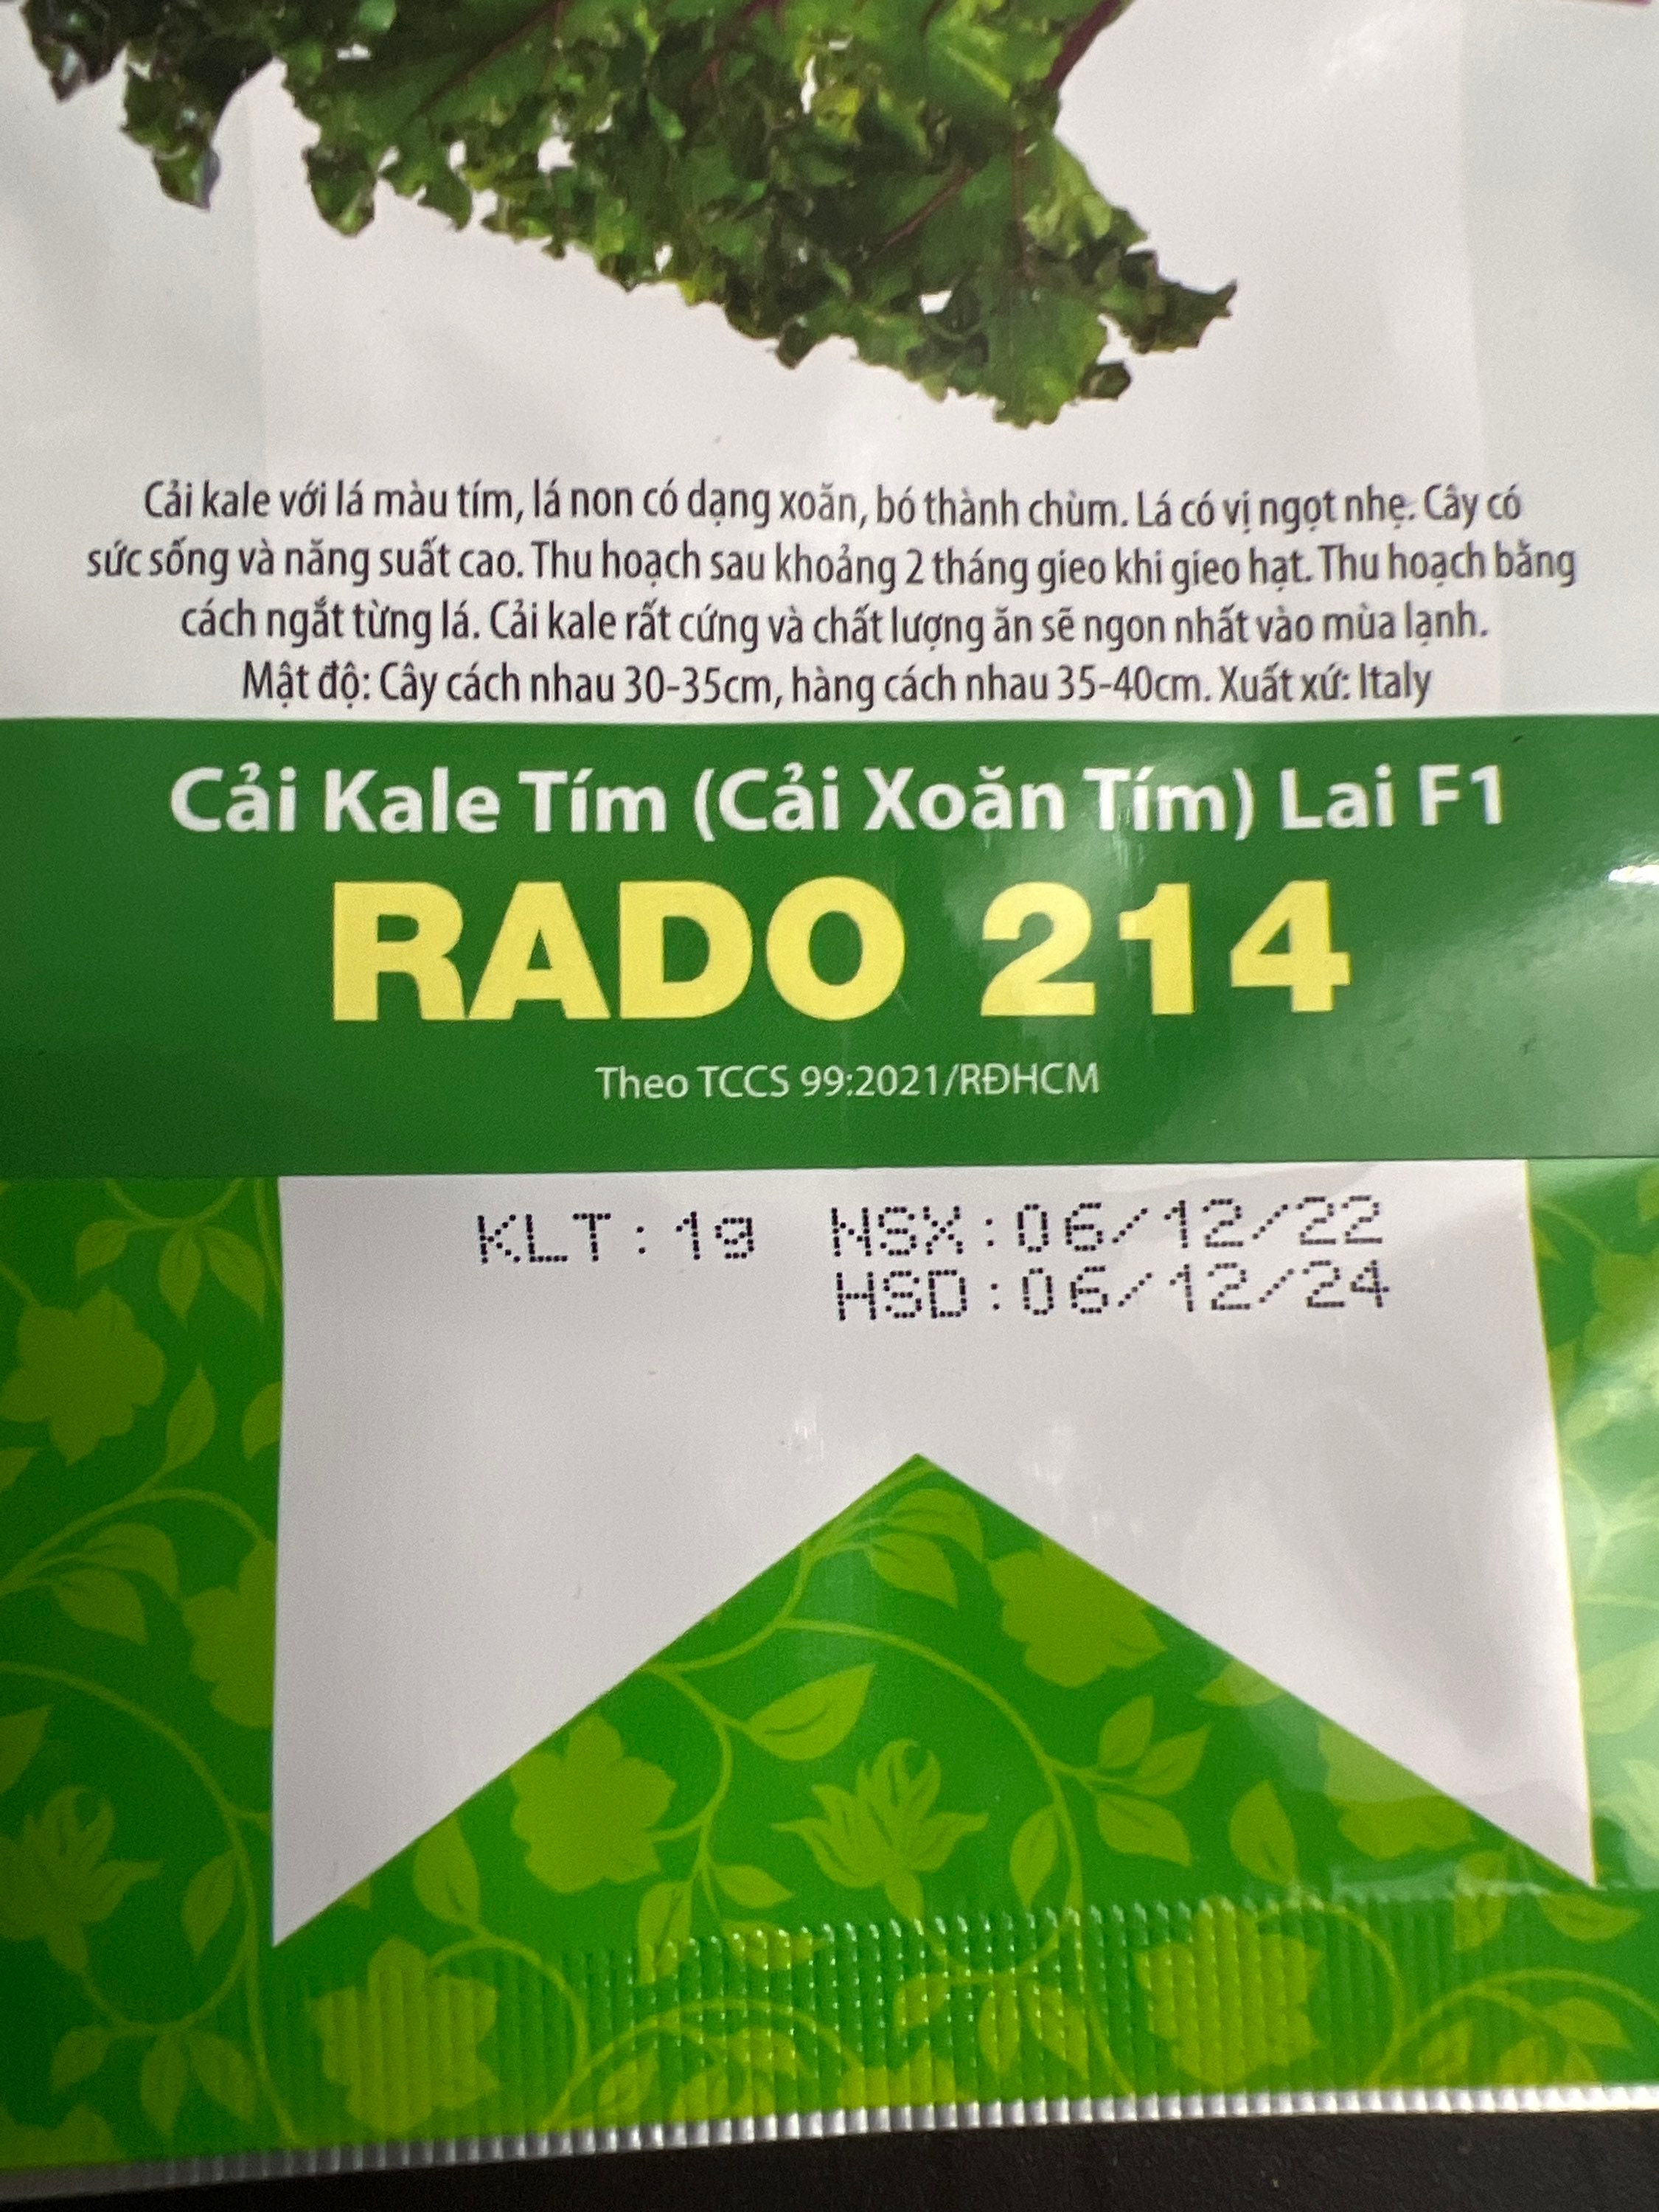 Cải kale với lá màu tím, lá non có dạng xoăn, bó thành chùm. Lá có vị ngọt nhẹ. Cây có
sức sống và năng suất cao. Thu hoạch sau khoảng 2 tháng gieo khi gieo hạt. Thu hoạch bằng
cách ngắt từng lá. Cải kale rất cứng và chất lượng ăn sẽ ngon nhất vào mùa lạnh.
Mật độ: Cây cách nhau 30-35cm, hàng cách nhau 35-40cm. Xuất xứ: Italy
Cải Kale Tím (Cải Xoăn Tím) Lai F1
RADO 214
Theo TCCS 99:2021/RĐHCM
KLT:1g NSX:06/12/22
HSD:06/12/24